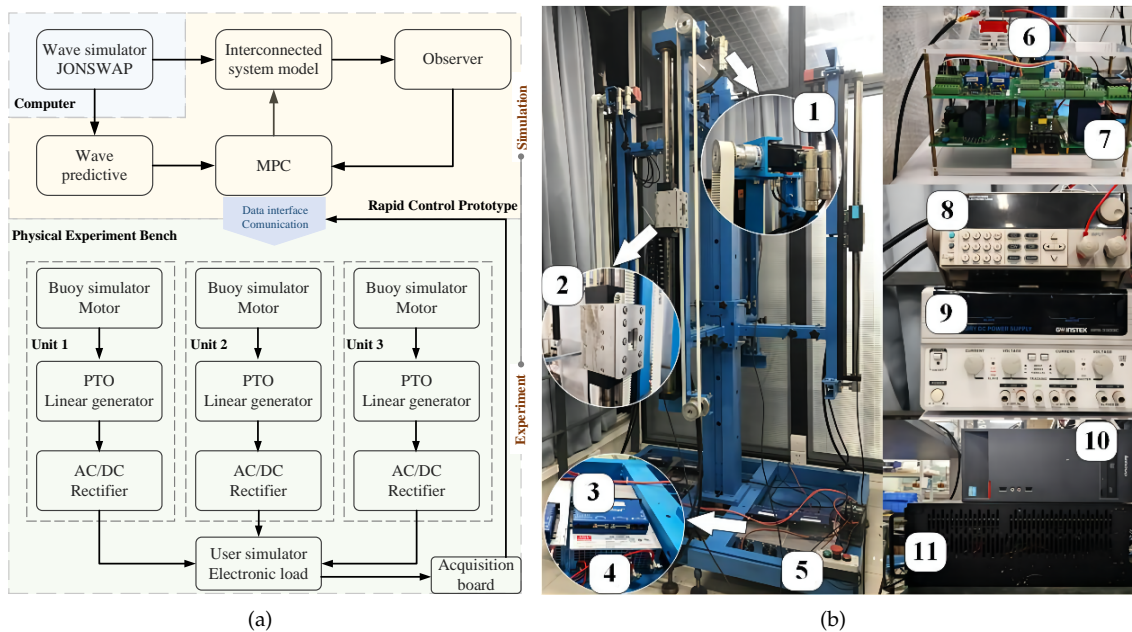 Wave simulator
JONSWAP
Interconnected
system model
Observer
Computer
Wave
predictive
MPC
Simulation
Data interface
Comunication
Rapid Control Prototype
Physical Experiment Bench
Buoy simulator
Motor
Buoy simulator
Motor
Buoy simulator
Motor
Unit 1
Unit 2
Unit 3
PTO
Linear generator
PTO
Linear generator
PTO
Linear generator
Experiment
AC/DC
Rectifier
AC/DC
Rectifier
AC/DC
Rectifier
User simulator
Electronic load
Acquisition
board
(a)
1
2
3
4
5
6
7
8
9
DC POWER SUPPLY
GW INSTEK
CURRENT
VOLTAGE
CURRENT
VOLTAGE
10
11
(b)